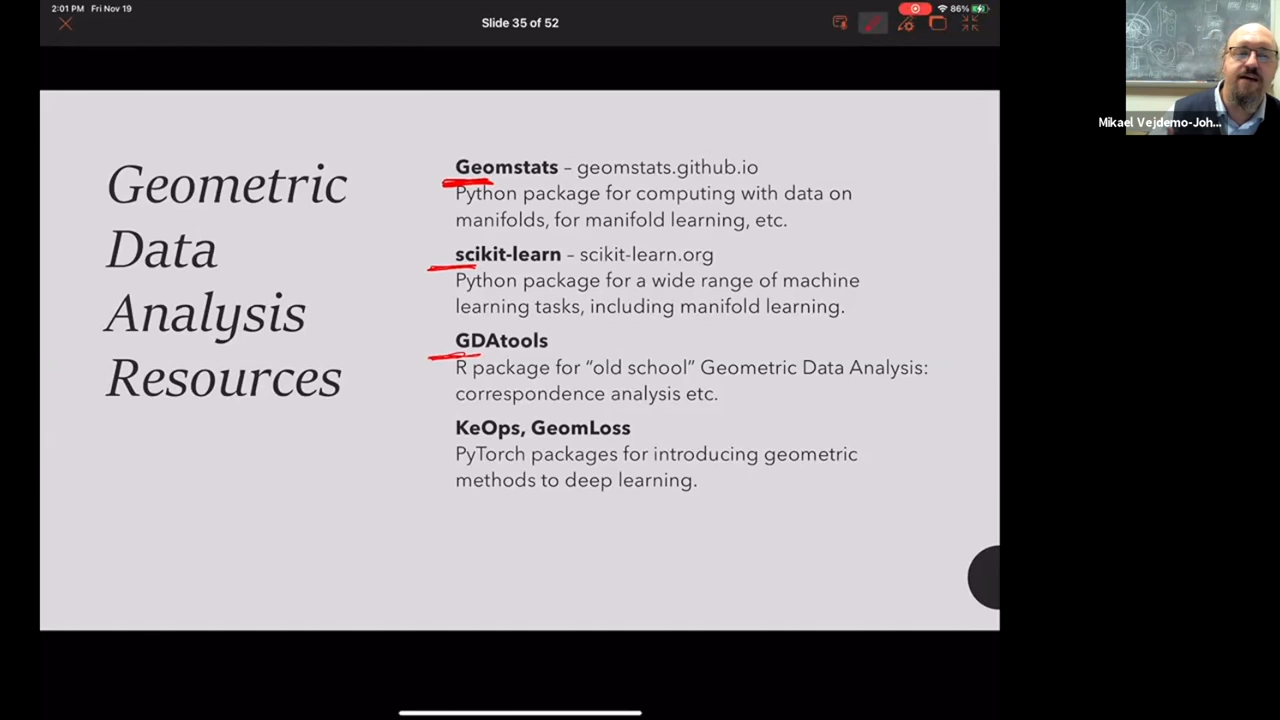 2:01 PM Fri Nov 19
86%
Slide 35 of 52
Mikael Vejdemo-Joh...
Geometric
Data
Analysis
Resources
Geomstats – geomstats.github.io
Python package for computing with data on
manifolds, for manifold learning, etc.
scikit-learn – scikit-learn.org
Python package for a wide range of machine
learning tasks, including manifold learning.
GDAtools
R package for “old school” Geometric Data Analysis:
correspondence analysis etc.
KeOps, GeomLoss
PyTorch packages for introducing geometric
methods to deep learning.